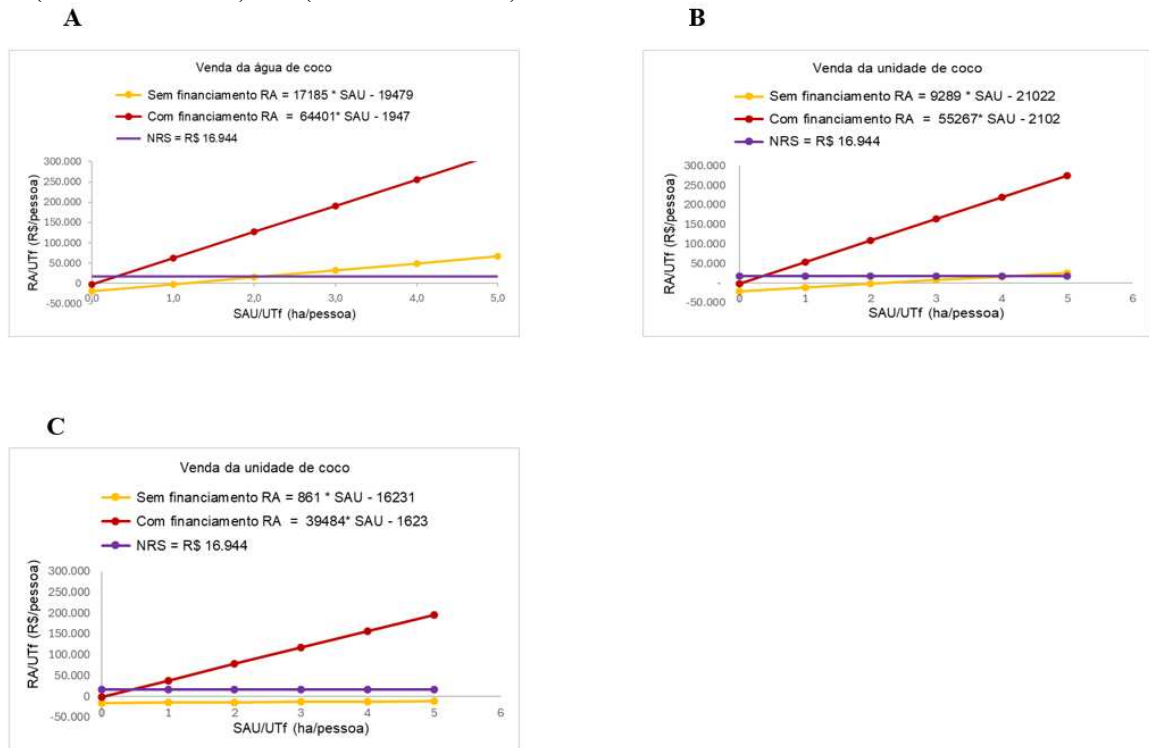 A
Venda da água de coco
Sem financiamento RA = 17185 * SAU - 19479
Com financiamento RA = 64401* SAU - 1947
NRS = R$ 16.944
RA/UTf (R$/pessoa)
300.000
250.000
200.000
150.000
100.000
50.000
0
-50.000
0,0 1,0 2,0 3,0 4,0 5,0
SAU/UTf (ha/pessoa)
B
Venda da unidade de coco
Sem financiamento RA = 9289 * SAU - 21022
Com financiamento RA = 55267* SAU - 2102
NRS = R$ 16.944
RA/UTf (R$/pessoa)
300.000
250.000
200.000
150.000
100.000
50.000
-
-50.000
0 1 2 3 4 5 6
SAU/UTf (ha/pessoa)
C
Venda da unidade de coco
Sem financiamento RA = 861 * SAU - 16231
Com financiamento RA = 39484* SAU - 1623
NRS = R$ 16.944
RA/UTf (R$/pessoa)
300.000
250.000
200.000
150.000
100.000
50.000
0
-50.000
0 1 2 3 4 5 6
SAU/UTf (ha/pessoa)